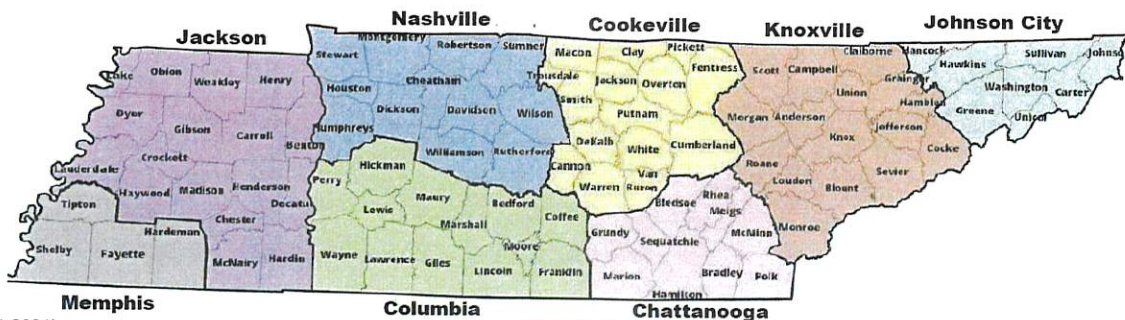 Nashville
Cookeville
Knoxville
Johnson City
Jackson
Lake Obion Weakley Henry
Dyer Gibson Carroll Benton
Lauderdale Crockett
Haywood Madison Henderson Decatu
Chester
McNairy Hardin
Tipton
Hardeman
Shelby Fayette
Stewart Montgomery Robertson Sumner
Houston Cheatham
Dickson Davidson Wilson
Humphreys
Williamson Rutherford
Hickman
Perry Maury Bedford
Lewis Marshall Coffee
Moore
Wayne Lawrence Giles Lincoln Franklin
Macon Clay Pickett
Trousdale Jackson Overton Fentress
Smith Putnam
DeKalb White Cumberland
Cannon
Warren Van
Buren
Bledsoe Rhea
Meigs
Grundy Sequatchie McMinn
Marion Bradley Polk
Hamilton
Claiborne
Scott Campbell
Union Grainger
Hamblen
Morgan Anderson Jefferson
Knox Cocke
Roane Sevier
Louden Blount
Monroe
Hancock Sullivan Johns
Hawkins
Washington Carter
Greene Unicoi
Memphis
Columbia
Chattanooga